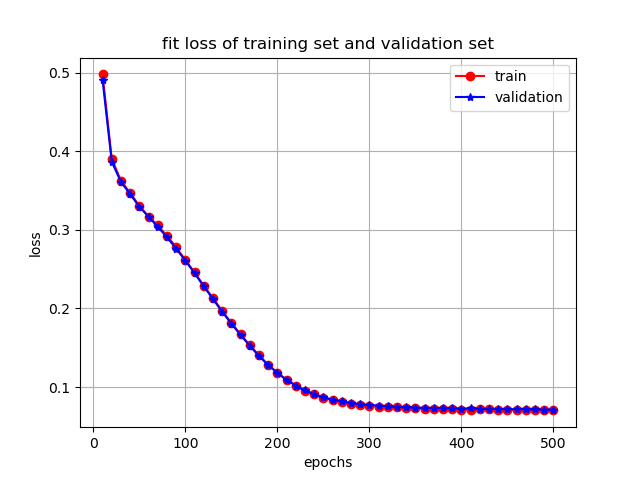 fit loss of training set and validation set
train
validation
0.5
0.4
0.3
0.2
0.1
loss
0
100
200
300
400
500
epochs